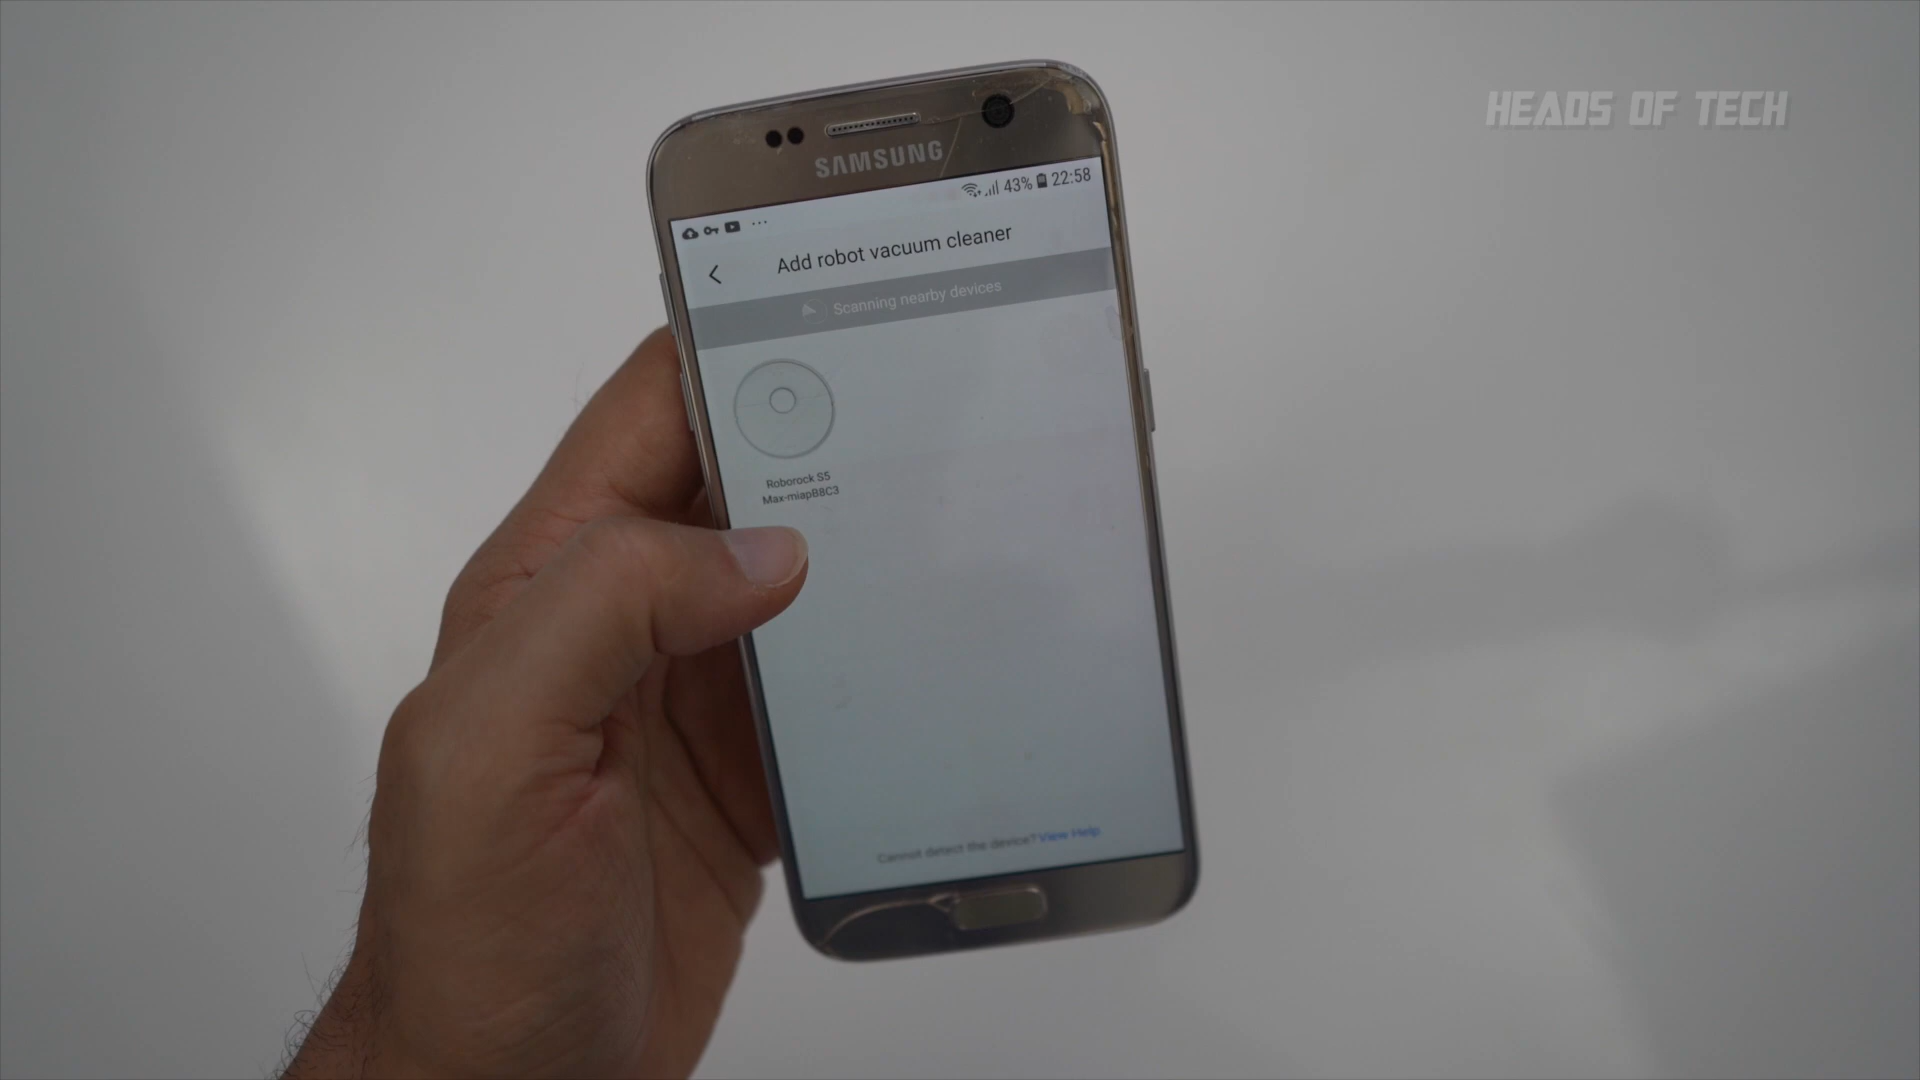 HEADS OF TECH
SAMSUNG
43% 22:58
Add robot vacuum cleaner
Scanning nearby devices
Roborock S5
Max-miapB8C3
Cannot detect the device? View Help